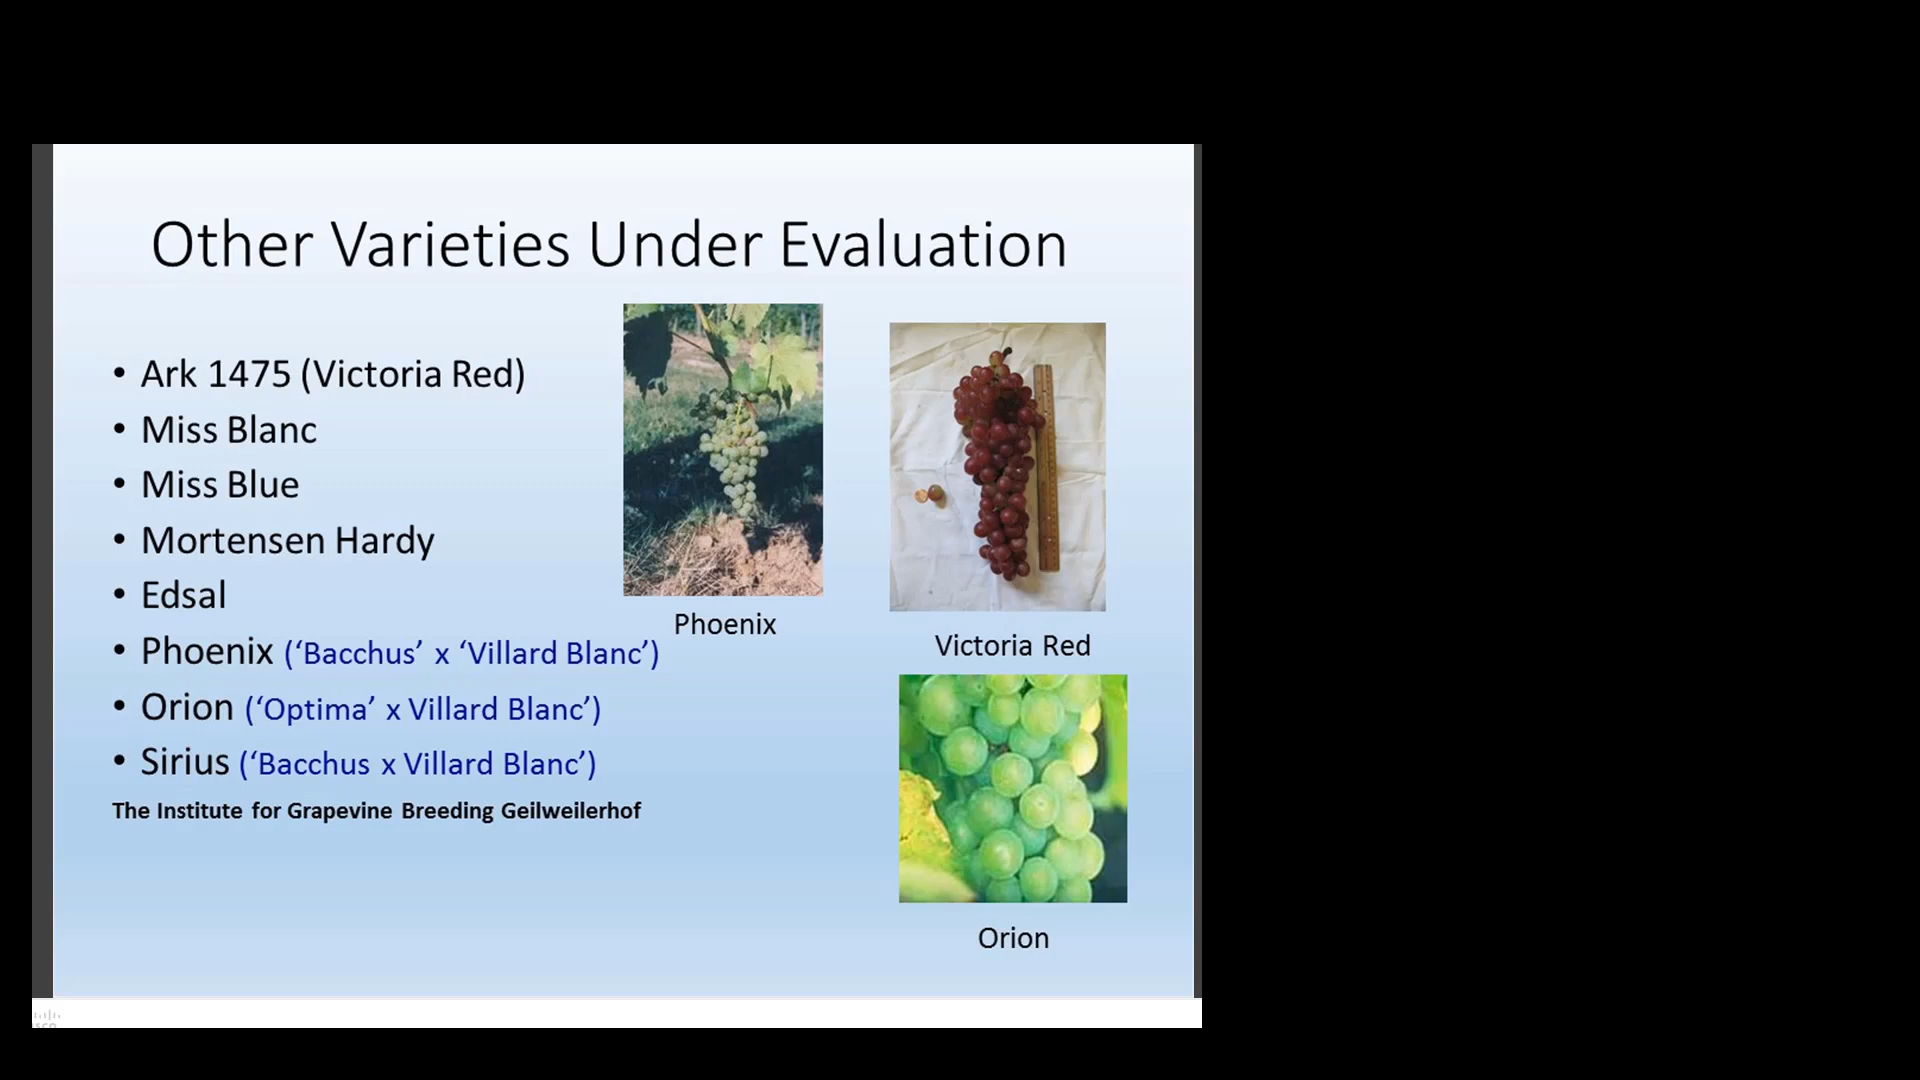 Other Varieties Under Evaluation
• Ark 1475 (Victoria Red)
• Miss Blanc
• Miss Blue
• Mortensen Hardy
• Edsal
• Phoenix (‘Bacchus’ x ‘Villard Blanc’)
• Orion (‘Optima’ x Villard Blanc’)
• Sirius (‘Bacchus x Villard Blanc’)
The Institute for Grapevine Breeding Geilweilerhof
Phoenix
Victoria Red
Orion